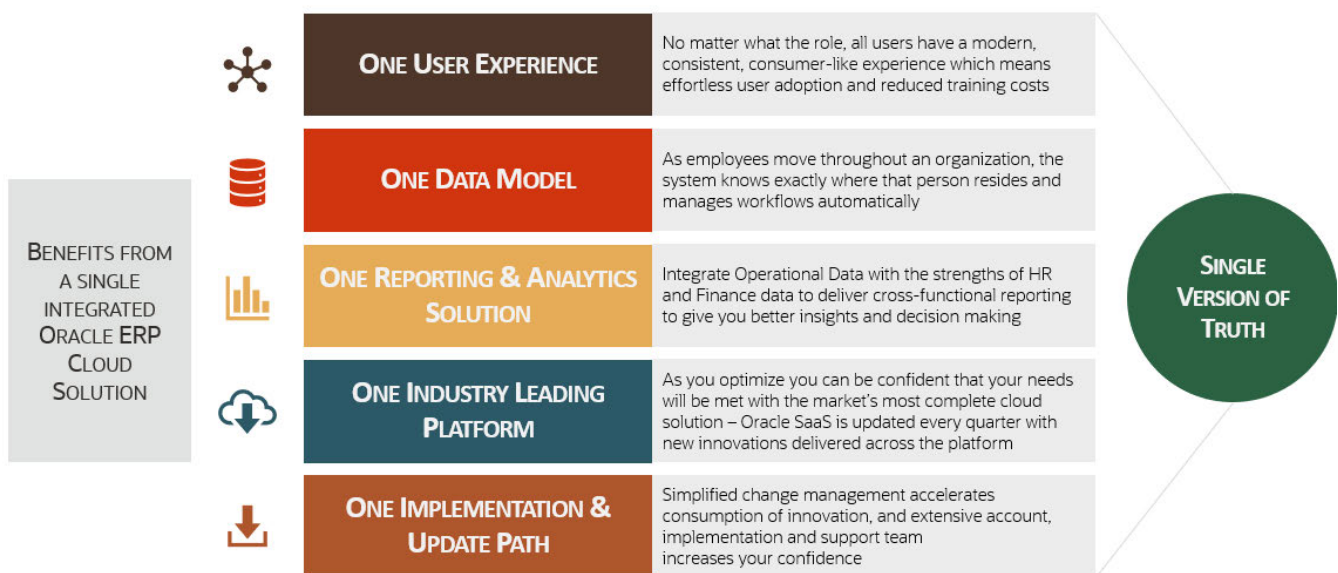 BENEFITS FROM
A SINGLE
INTEGRATED
ORACLE ERP
CLOUD
SOLUTION
ONE USER EXPERIENCE
No matter what the role, all users have a modern,
consistent, consumer-like experience which means
effortless user adoption and reduced training costs
ONE DATA MODEL
As employees move throughout an organization, the
system knows exactly where that person resides and
manages workflows automatically
ONE REPORTING & ANALYTICS
SOLUTION
Integrate Operational Data with the strengths of HR
and Finance data to deliver cross-functional reporting
to give you better insights and decision making
ONE INDUSTRY LEADING
PLATFORM
As you optimize you can be confident that your needs
will be met with the market's most complete cloud
solution – Oracle SaaS is updated every quarter with
new innovations delivered across the platform
ONE IMPLEMENTATION &
UPDATE PATH
Simplified change management accelerates
consumption of innovation, and extensive account,
implementation and support team
increases your confidence
SINGLE
VERSION OF
TRUTH